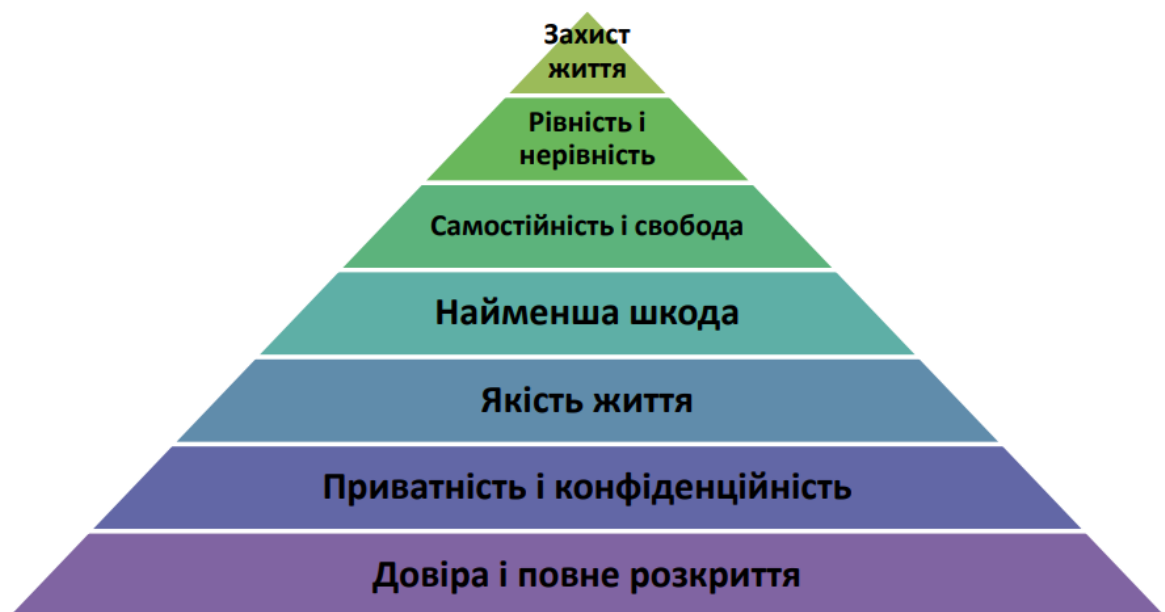 Захист
життя
Рівність і
нерівність
Самостійність і свобода
Найменша шкода
Якість життя
Приватність і конфіденційність
Довіра і повне розкриття